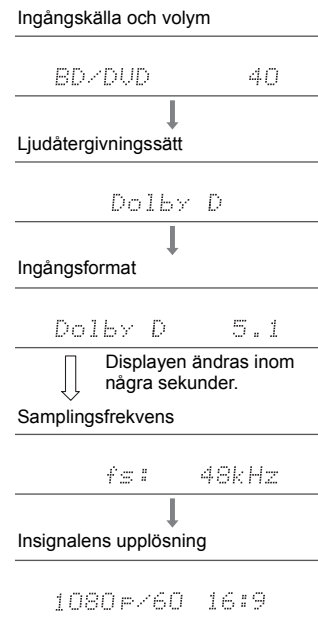 Ingångskälla och volym
BD/DVD 40
Ljudåtergivningssätt
Dolby D
Ingångsformat
Dolby D 5.1
Displayen ändras inom
några sekunder.
Samplingsfrekvens
fs: 48kHz
Insignalens upplösning
1080p/60 16:9